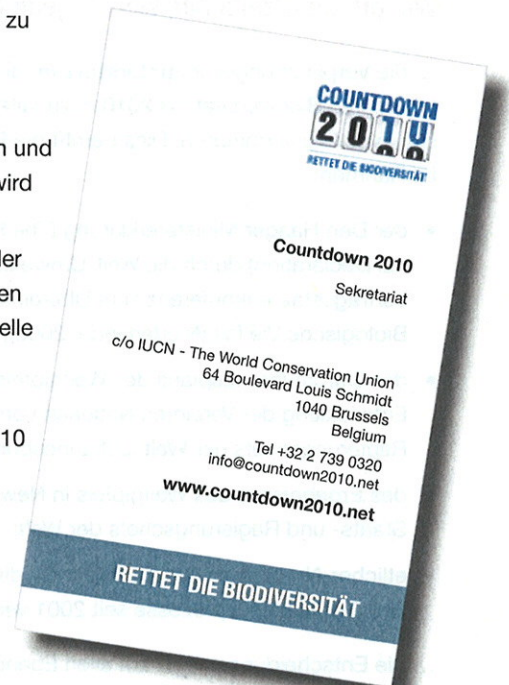 zu
n und
wird
der
en
elle
10
COUNTDOWN
2010
RETTET DIE BIODIVERSITÄT
Countdown 2010
Sekretariat
c/o IUCN - The World Conservation Union
64 Boulevard Louis Schmidt
1040 Brussels
Belgium
Tel +32 2 739 0320
info@countdown2010.net
www.countdown2010.net
RETTET DIE BIODIVERSITÄT